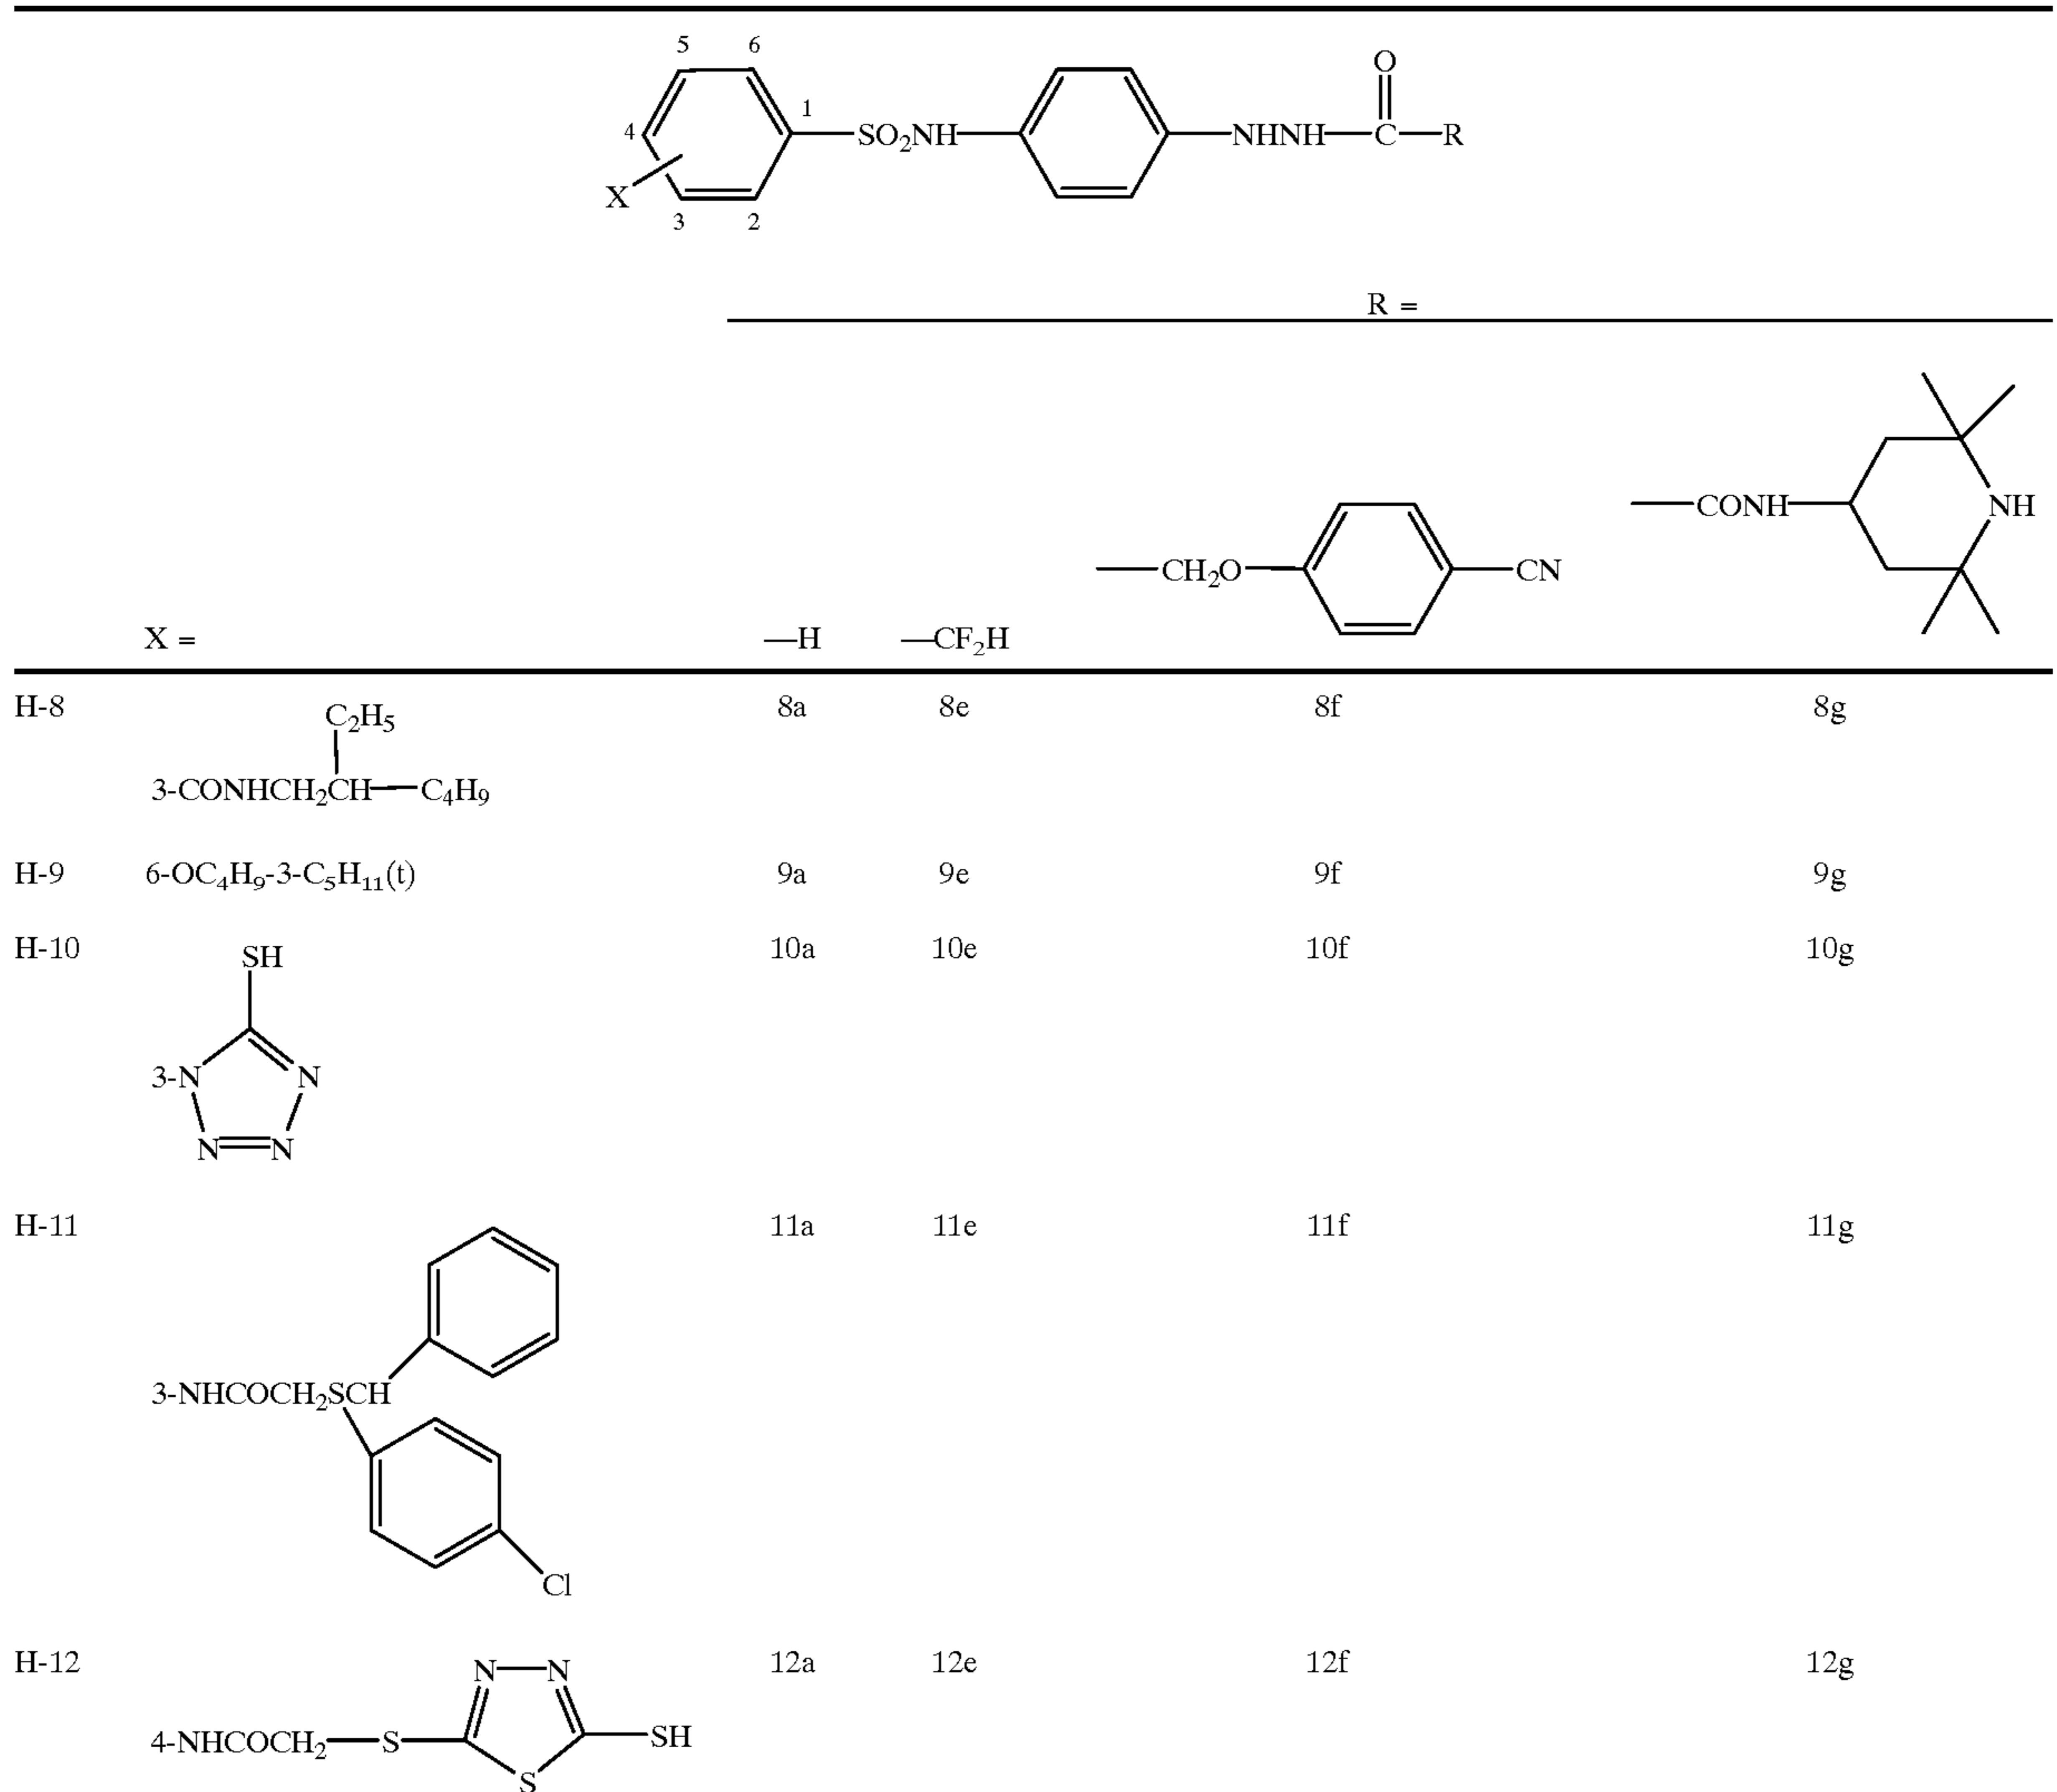 5 6
O
1
4 SO₂NH NHNH C R
X
3 2
R =
CONH NH
CH₂O CN
X = —H —CF₂H
H-8 8a 8e 8f 8g
C₂H₅
3-CONHCH₂CH—C₄H₉
H-9 6-OC₄H₉-3-C₅H₁₁(t) 9a 9e 9f 9g
H-10 10a 10e 10f 10g
SH
3-N N
N N
H-11 11a 11e 11f 11g
3-NHCOCH₂SCH
Cl
H-12 12a 12e 12f 12g
N N
4-NHCOCH₂ S SH
S